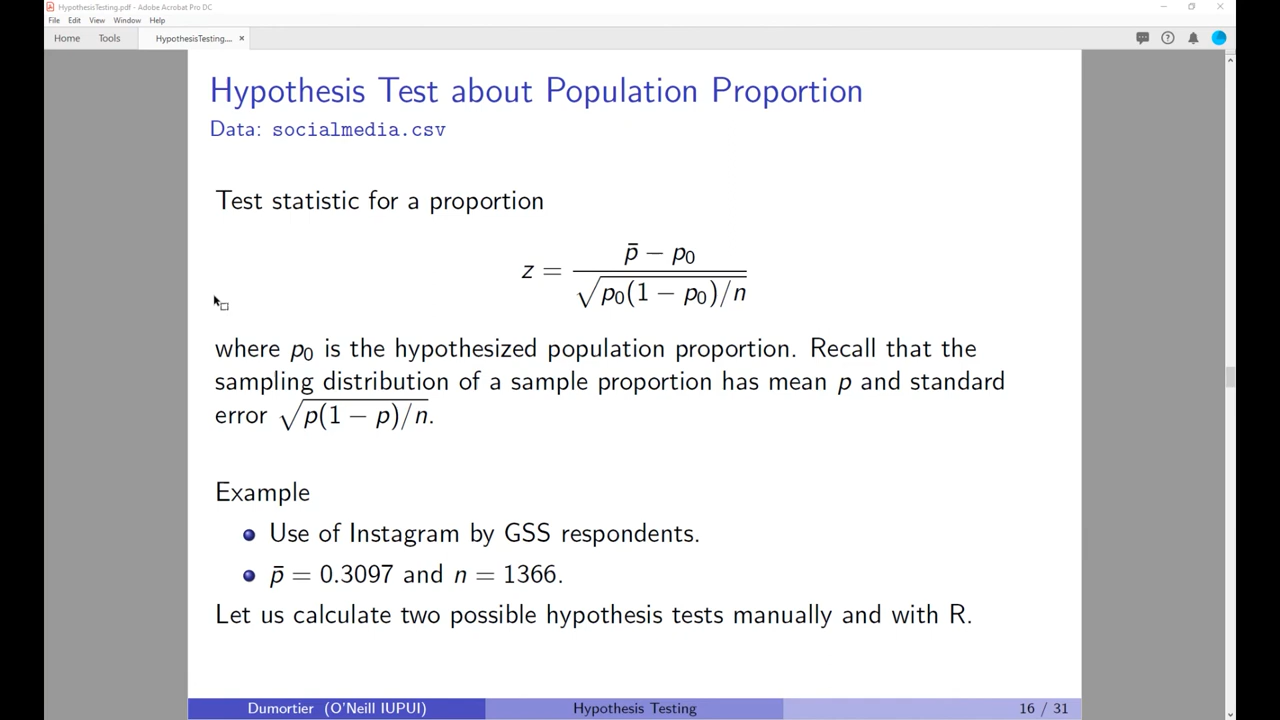 HypothesisTesting.pdf - Adobe Acrobat Pro DC
File Edit View Window Help
Home Tools HypothesisTesting.... ×
Hypothesis Test about Population Proportion
Data: socialmedia.csv
Test statistic for a proportion
z = (p̄ − p₀) / √(p₀(1 − p₀)/n)
where p₀ is the hypothesized population proportion. Recall that the
sampling distribution of a sample proportion has mean p and standard
error √(p(1 − p)/n).
Example
• Use of Instagram by GSS respondents.
• p̄ = 0.3097 and n = 1366.
Let us calculate two possible hypothesis tests manually and with R.
Dumortier (O'Neill IUPUI) Hypothesis Testing 16 / 31